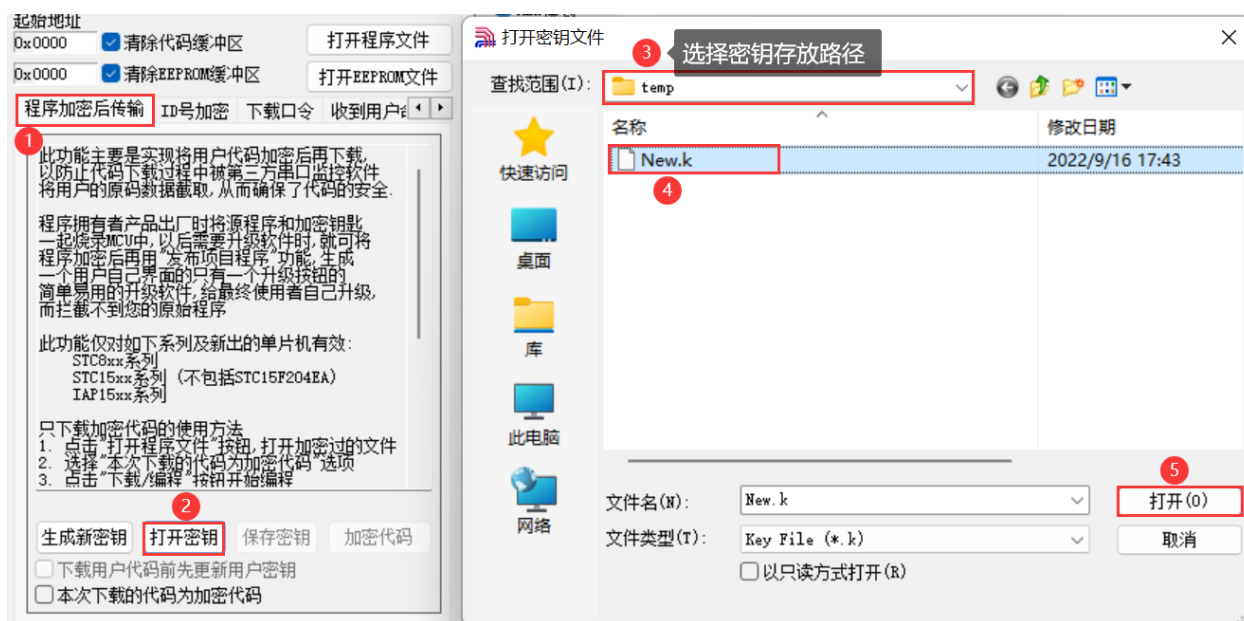 起始地址
0x0000
清除代码缓冲区
打开程序文件
0x0000
清除EEPROM缓冲区
打开EEPROM文件
程序加密后传输
ID号加密
下载口令
1
此功能主要是实现将用户代码加密后再下载,
以防止代码下载过程中被第三方串口监控软件
将用户的原码数据截取,从而确保了代码的安全.
程序拥有者产品出厂时将源程序和加密钥匙
一起烧录MCU中,以后需要升级软件时,就可将
程序加密后再用"发布项目程序"功能,生成
一个用户自己界面的只有一个升级按钮的
简单易用的升级软件,给最终使用者自己升级,
而拦截不到您的原始程序
此功能仅对如下系列及新出的单片机有效:
STC8xx系列
STC15xx系列 (不包括STC15F204EA)
IAP15xx系列
只下载加密代码的使用方法
1. 点击"打开程序文件"按钮,打开加密过的文件
2. 选择"本次下载的代码为加密代码"选项
3. 点击"下载/编程"按钮开始编程
2
生成新密钥
打开密钥
保存密钥
加密代码
下载用户代码前先更新用户密钥
本次下载的代码为加密代码
打开密钥文件
3
选择密钥存放路径
查找范围(I):
temp
名称
修改日期
New.k
2022/9/16 17:43
4
快速访问
桌面
库
此电脑
网络
5
文件名(N):
New.k
打开(O)
文件类型(T):
Key File (*.k)
取消
以只读方式打开(R)